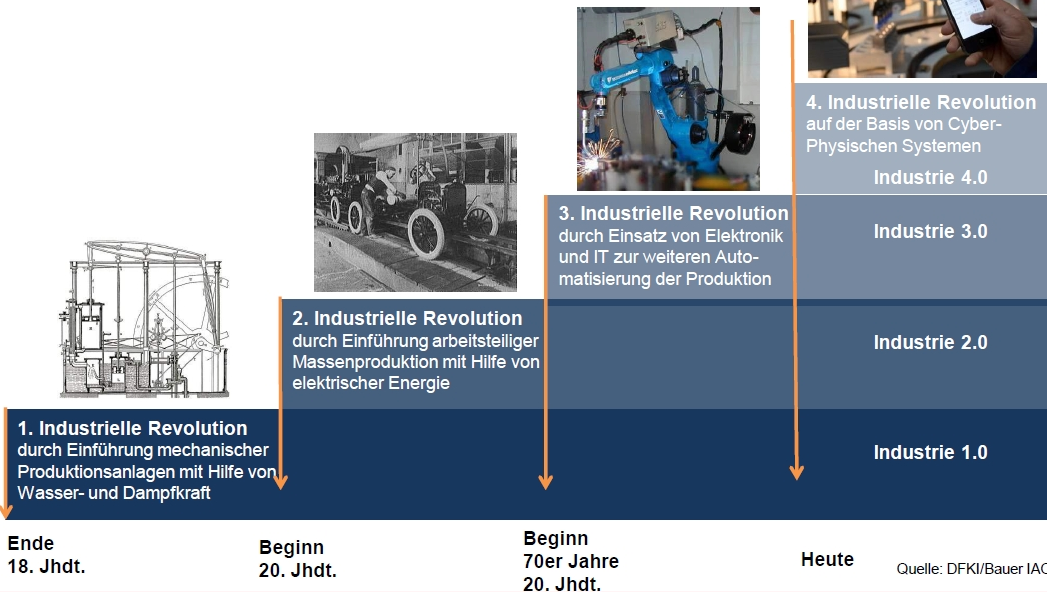 4. Industrielle Revolution
auf der Basis von Cyber-
Physischen Systemen
Industrie 4.0
3. Industrielle Revolution
durch Einsatz von Elektronik
und IT zur weiteren Auto-
matisierung der Produktion
Industrie 3.0
2. Industrielle Revolution
durch Einführung arbeitsteiliger
Massenproduktion mit Hilfe von
elektrischer Energie
Industrie 2.0
1. Industrielle Revolution
durch Einführung mechanischer
Produktionsanlagen mit Hilfe von
Wasser- und Dampfkraft
Industrie 1.0
Ende
18. Jhdt.
Beginn
20. Jhdt.
Beginn
70er Jahre
20. Jhdt.
Heute
Quelle: DFKI/Bauer